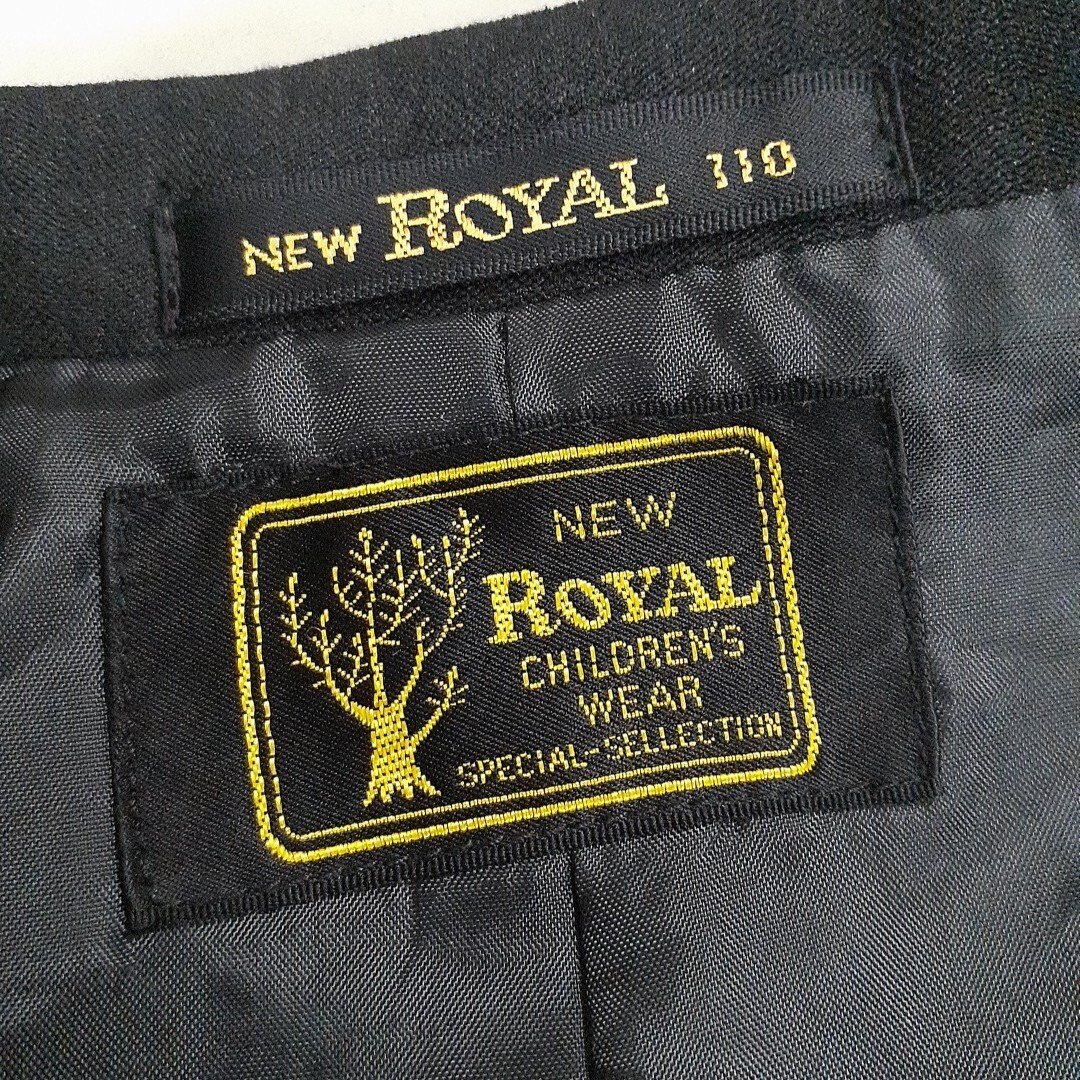 NEW ROYAL 110
NEW
ROYAL
CHILDREN'S
WEAR
SPECIAL-SELLECTION